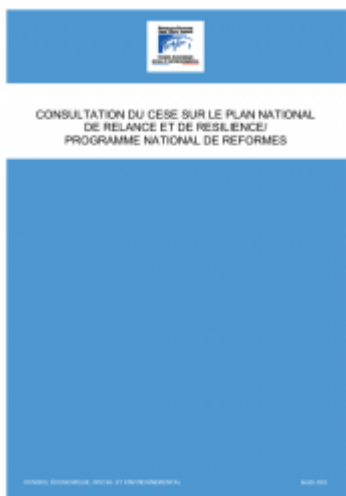 CONSULTATION DU CESE SUR LE PLAN NATIONAL
DE RELANCE ET DE RESILIENCE/
PROGRAMME NATIONAL DE REFORMES
CONSEIL ÉCONOMIQUE, SOCIAL ET ENVIRONNEMENTAL